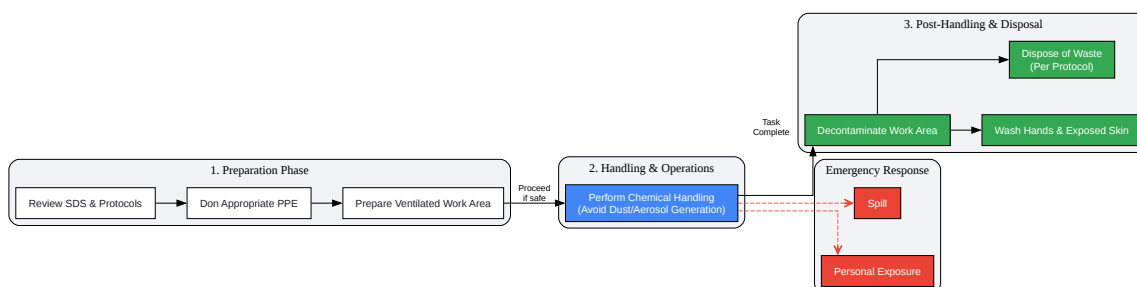 1. Preparation Phase
Review SDS & Protocols
Don Appropriate PPE
Prepare Ventilated Work Area
Proceed
if safe
2. Handling & Operations
Perform Chemical Handling
(Avoid Dust/Aerosol Generation)
Task
Complete
3. Post-Handling & Disposal
Dispose of Waste
(Per Protocol)
Decontaminate Work Area
Wash Hands & Exposed Skin
Emergency Response
Spill
Personal Exposure